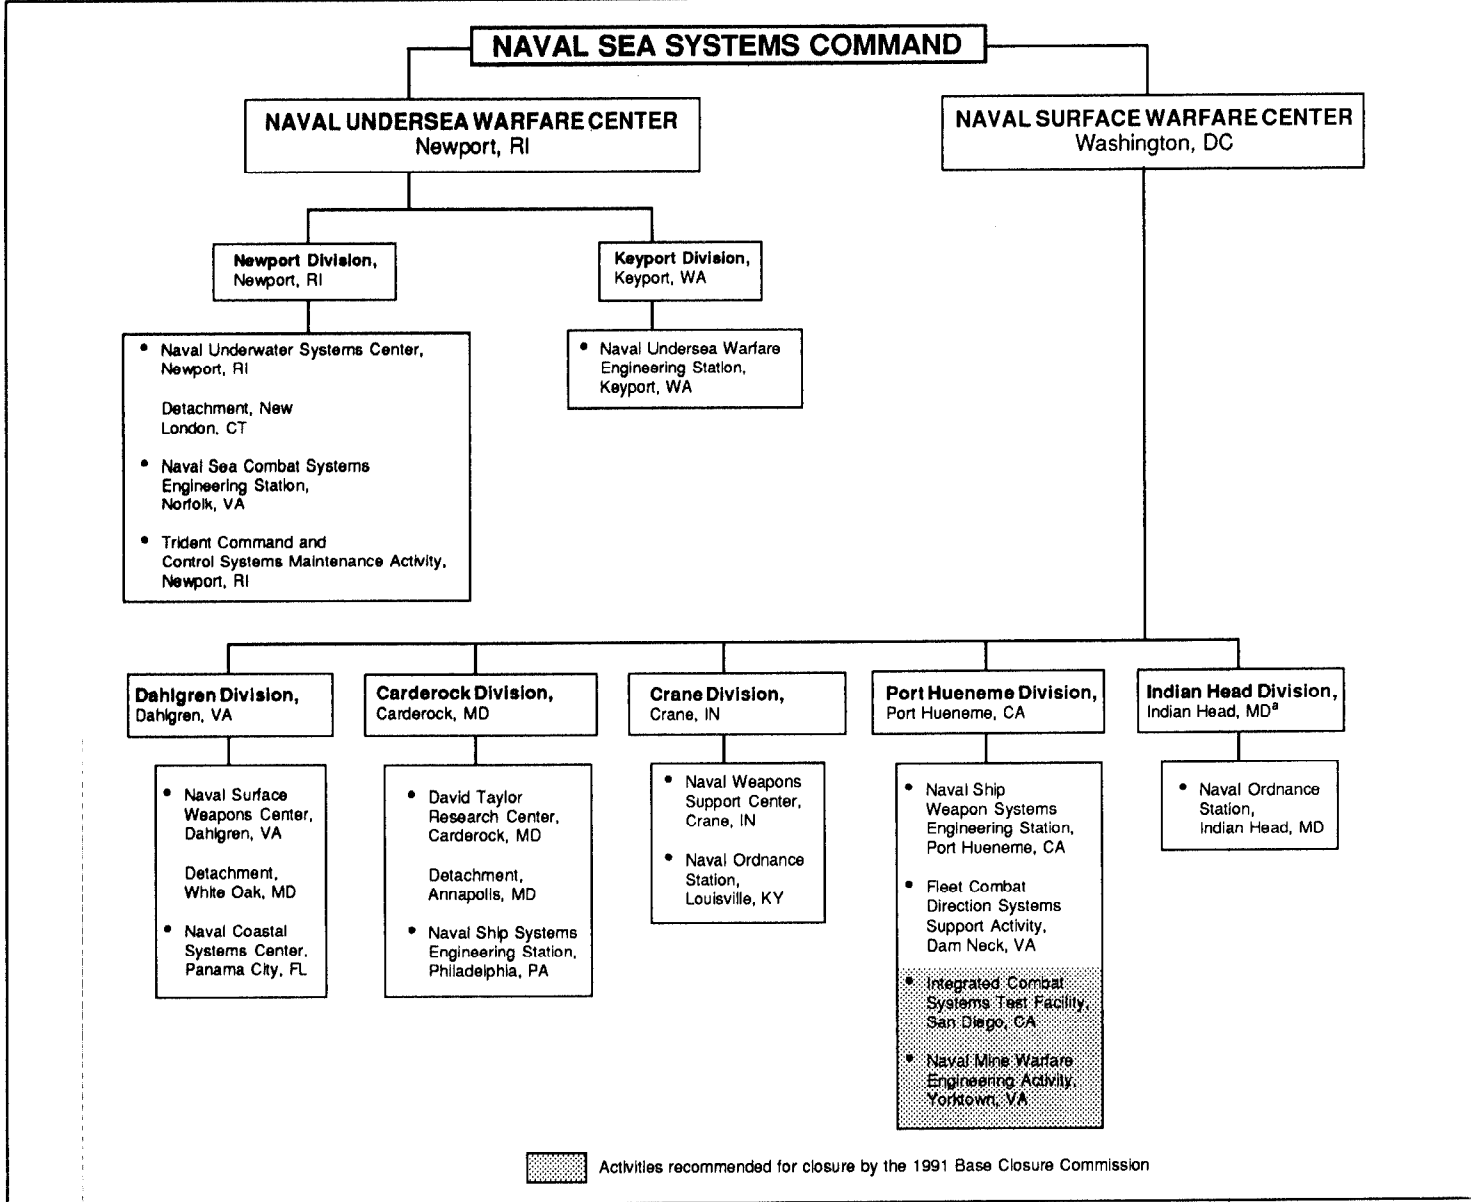 NAVAL SEA SYSTEMS COMMAND
NAVAL UNDERSEA WARFARE CENTER
Newport, RI
NAVAL SURFACE WARFARE CENTER
Washington, DC
Newport Division,
Newport, RI
Keyport Division,
Keyport, WA
• Naval Underwater Systems Center,
Newport, RI
Detachment, New
London, CT
• Naval Sea Combat Systems
Engineering Station,
Norfolk, VA
• Trident Command and
Control Systems Maintenance Activity,
Newport, RI
• Naval Undersea Warfare
Engineering Station,
Keyport, WA
Dahlgren Division,
Dahlgren, VA
Carderock Division,
Carderock, MD
Crane Division,
Crane, IN
Port Hueneme Division,
Port Hueneme, CA
Indian Head Division,
Indian Head, MDª
• Naval Surface
Weapons Center,
Dahlgren, VA
Detachment,
White Oak, MD
• Naval Coastal
Systems Center,
Panama City, FL
• David Taylor
Research Center,
Carderock, MD
Detachment,
Annapolis, MD
• Naval Ship Systems
Engineering Station,
Philadelphia, PA
• Naval Weapons
Support Center,
Crane, IN
• Naval Ordnance
Station,
Louisville, KY
• Naval Ship
Weapon Systems
Engineering Station,
Port Hueneme, CA
• Fleet Combat
Direction Systems
Support Activity,
Dam Neck, VA
• Integrated Combat
Systems Test Facility,
San Diego, CA
• Naval Mine Warfare
Engineering Activity,
Yorktown, VA
• Naval Ordnance
Station,
Indian Head, MD
Activities recommended for closure by the 1991 Base Closure Commission